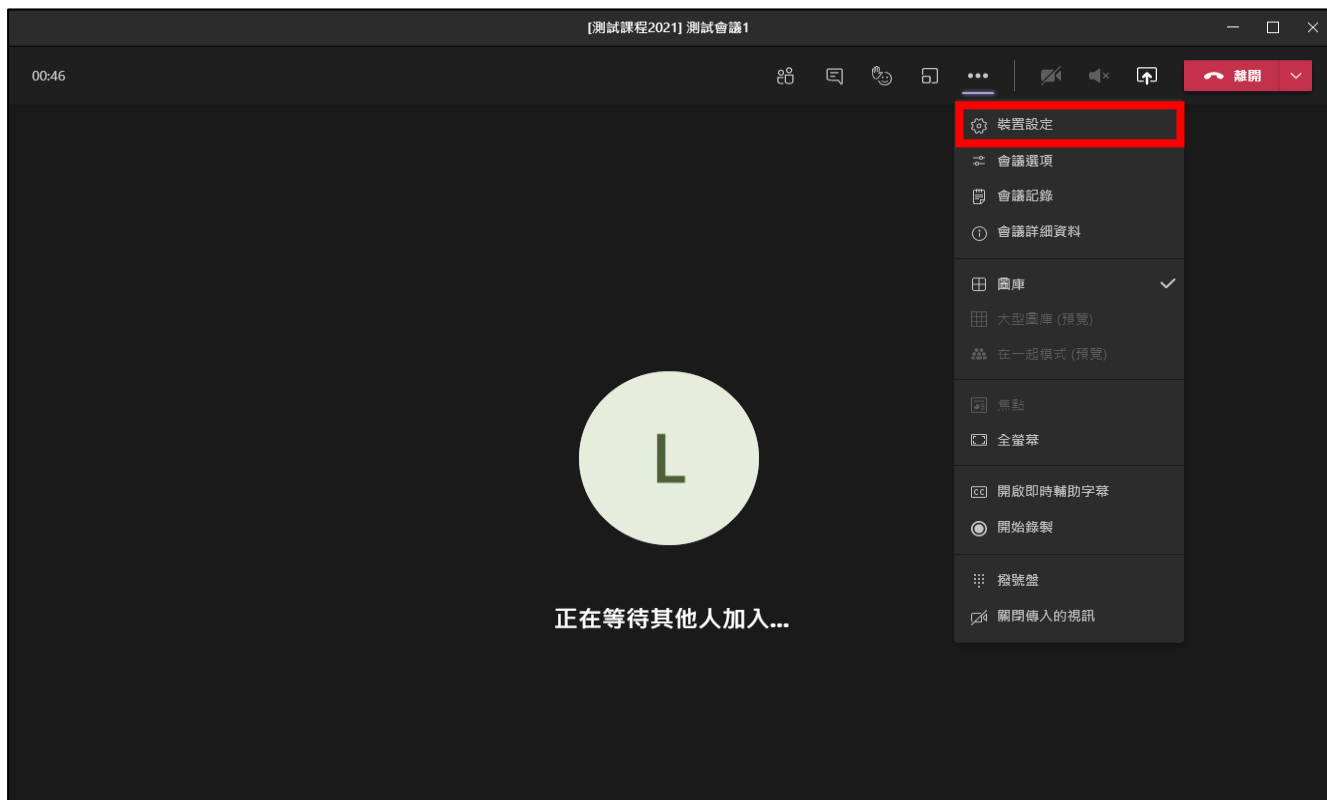 [測試課程2021] 測試會議1
00:46
離開
裝置設定
會議選項
會議記錄
會議詳細資料
圖庫
大型圖庫 (預覽)
在一起模式 (預覽)
焦點
全螢幕
開啟即時輔助字幕
開始錄製
撥號盤
關閉傳入的視訊
L
正在等待其他人加入...